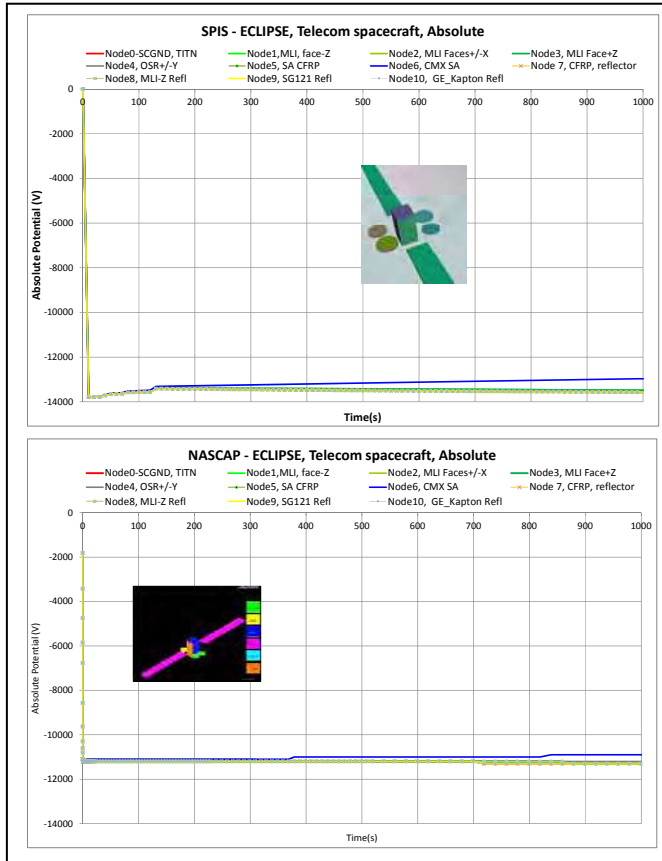 SPIS - ECLIPSE, Telecom spacecraft, Absolute
Node0-SCGND, TITN Node1,MLI, face-Z Node2, MLI Faces+/-X Node3, MLI Face+Z
Node4, OSR+/-Y Node5, SA CFRP Node6, CMX SA Node 7, CFRP, reflector
Node8, MLI-Z Refl Node9, SG121 Refl Node10, GE_Kapton Refl
0 100 200 300 400 500 600 700 800 900 1000
0
-2000
-4000
-6000
-8000
-10000
-12000
-14000
Absolute Potential (V)
Time(s)
NASCAP - ECLIPSE, Telecom spacecraft, Absolute
Node0-SCGND, TITN Node1,MLI, face-Z Node2, MLI Faces+/-X Node3, MLI Face+Z
Node4, OSR+/-Y Node5, SA CFRP Node6, CMX SA Node 7, CFRP, reflector
Node8, MLI-Z Refl Node9, SG121 Refl Node10, GE_Kapton Refl
0 100 200 300 400 500 600 700 800 900 1000
0
-2000
-4000
-6000
-8000
-10000
-12000
-14000
Absolute Potential (V)
Time(s)